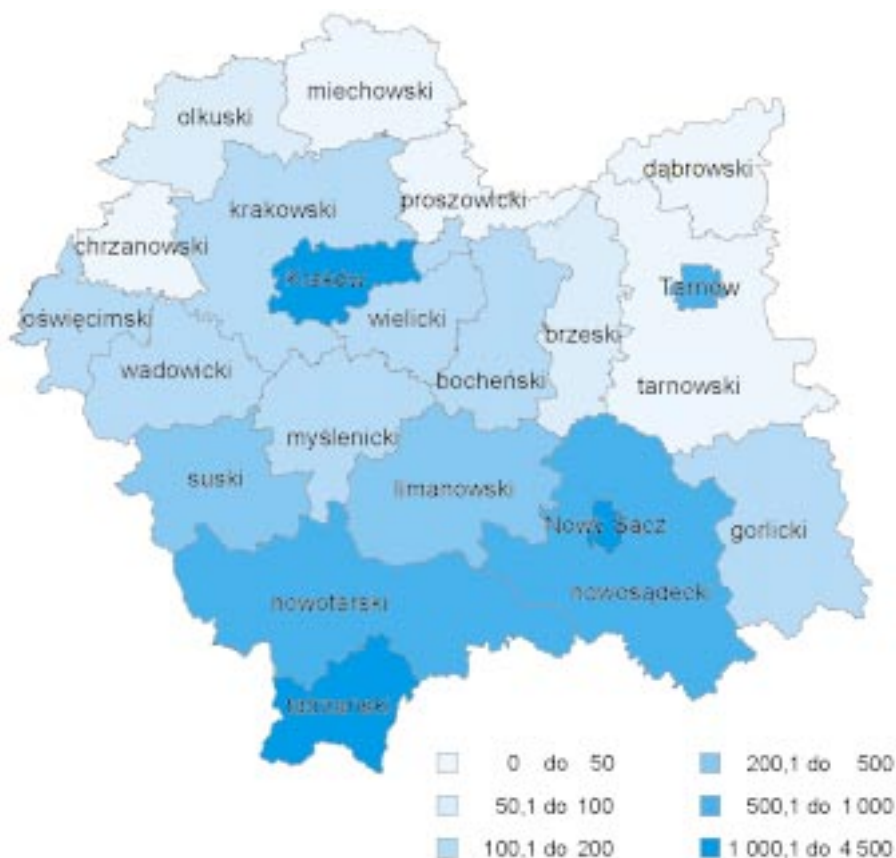 miechowski
olkuski
dąbrowski
proszowicki
krakowski
chrzanowski
Kraków
Tarnów
oświęcimski
wielicki
brzeski
wadowicki
bocheński
tarnowski
myślenicki
suski
limanowski
Nowy Sącz
gorlicki
nowosądecki
nowotarski
tatrzański
0 do 50
50,1 do 100
100,1 do 200
200,1 do 500
500,1 do 1 000
1 000,1 do 4 500